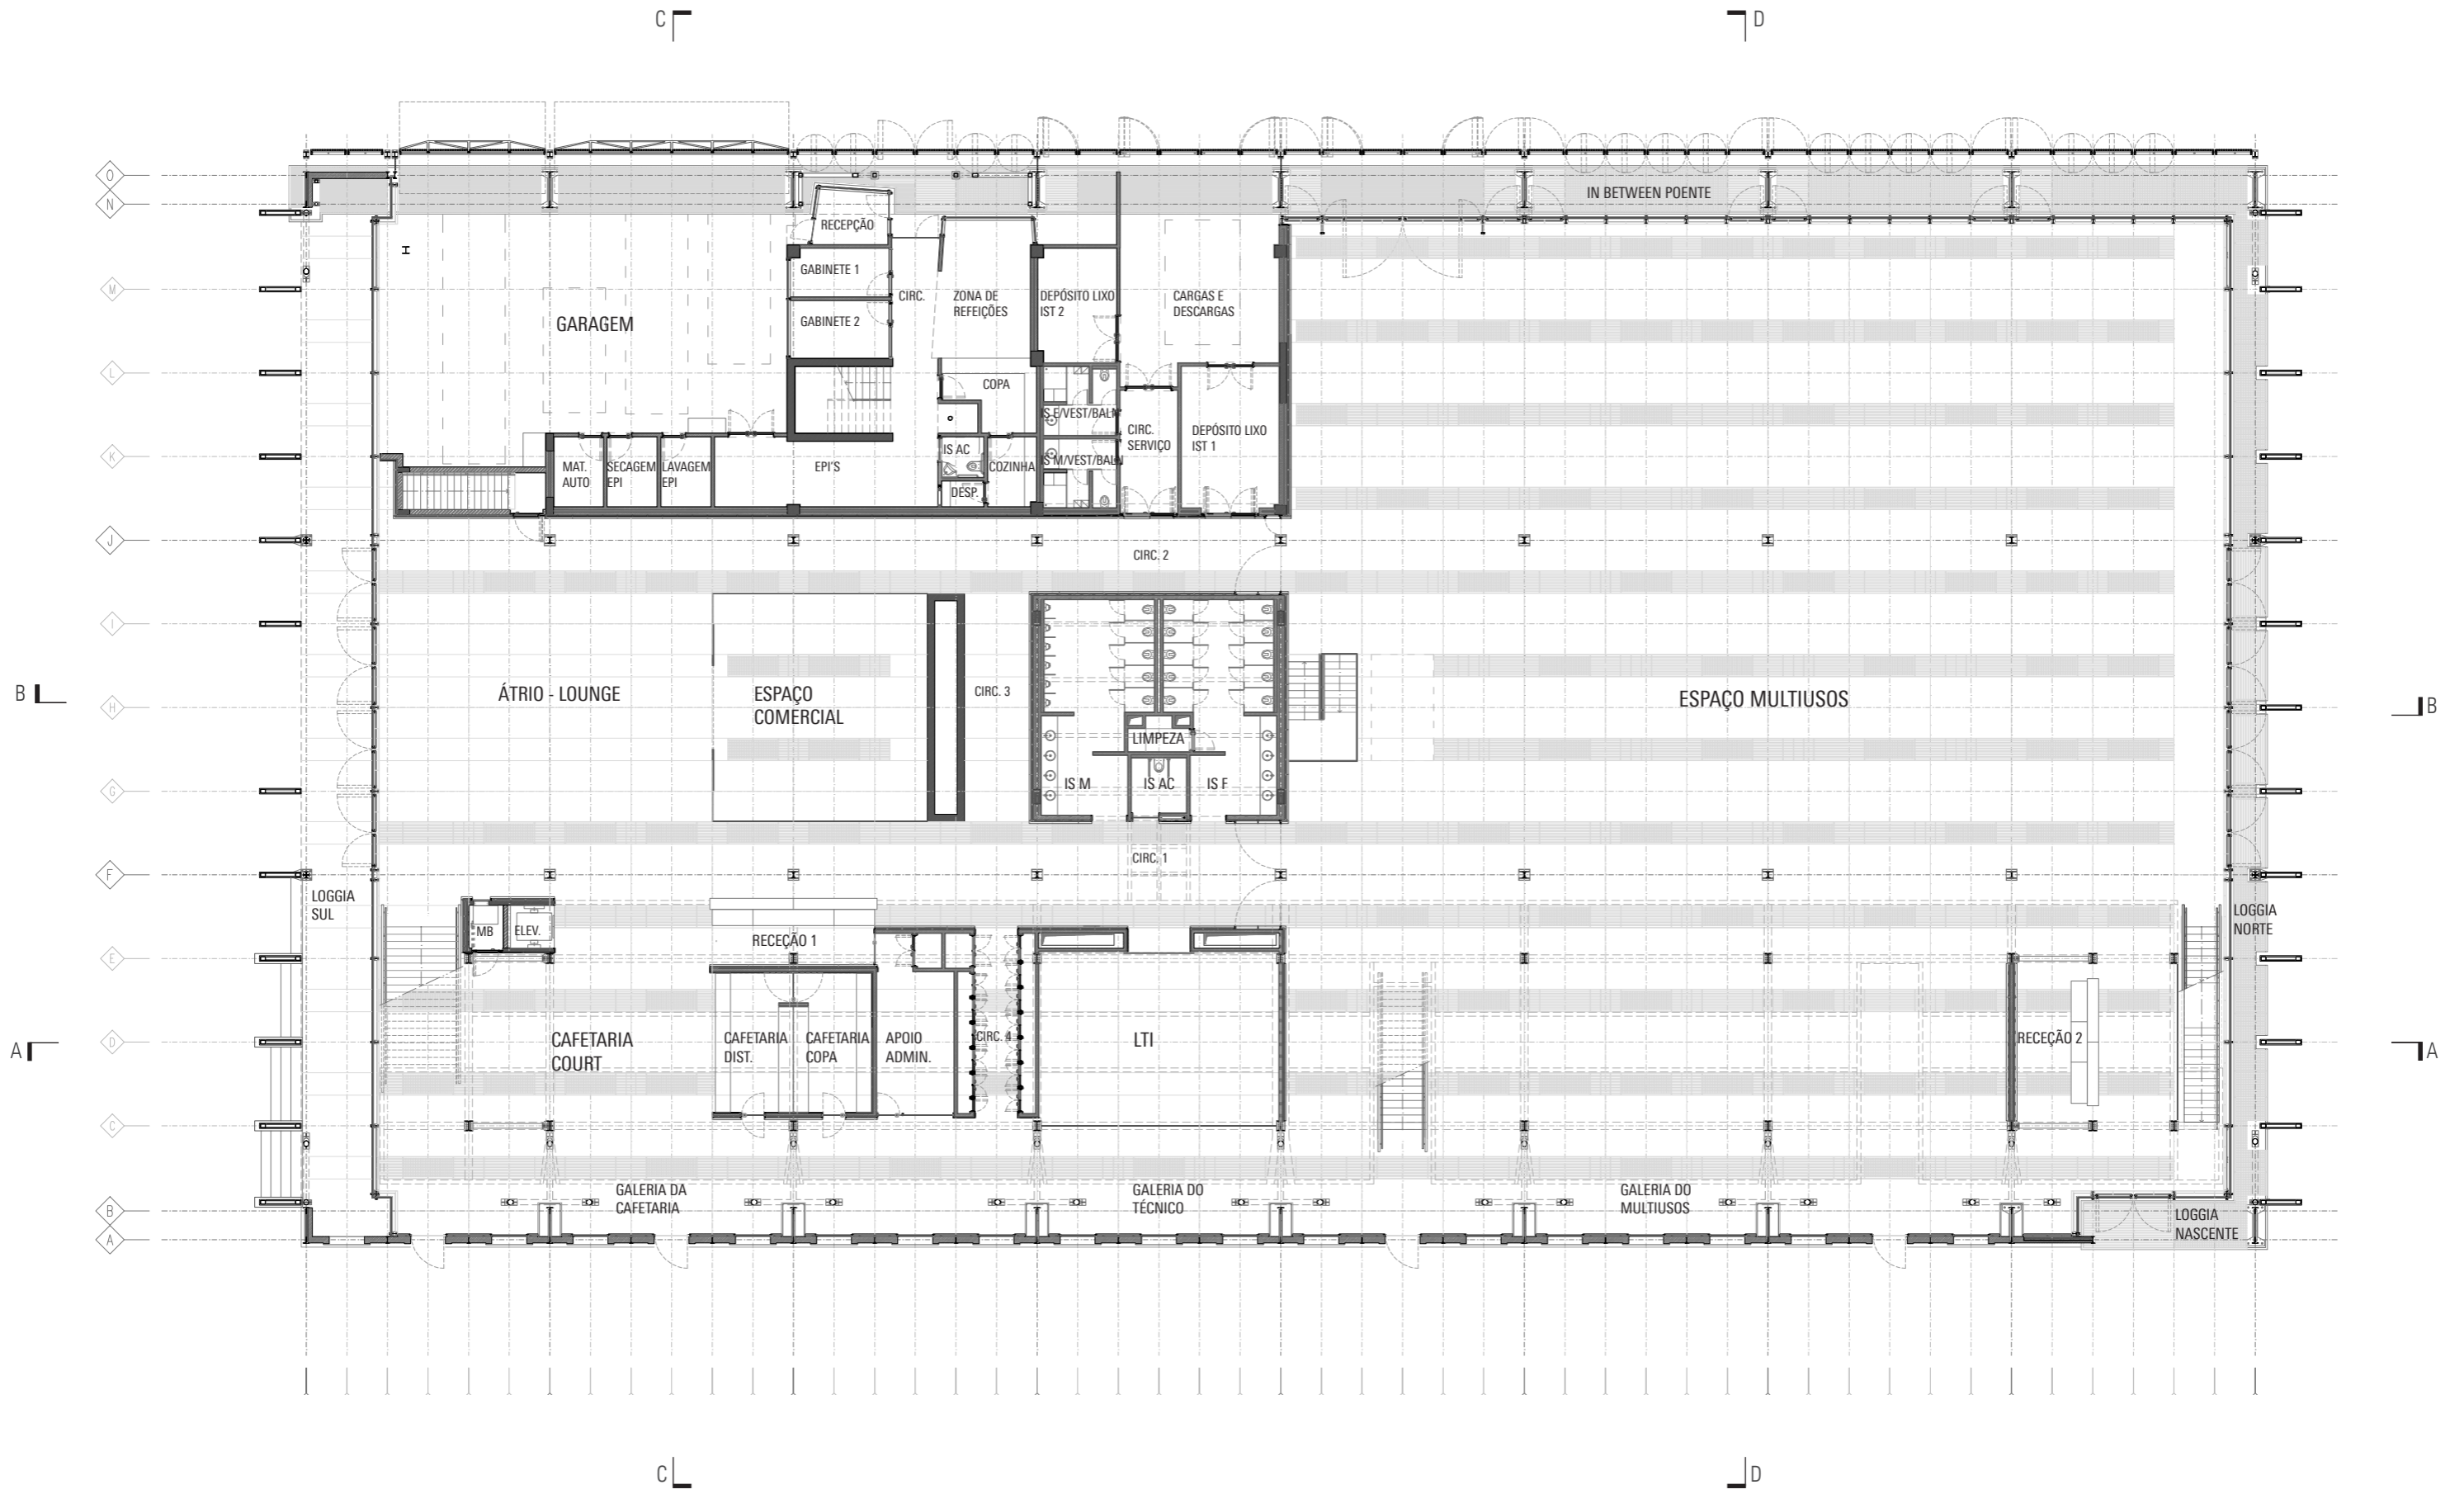 C
D
O
N
IN BETWEEN POENTE
RECEPÇÃO
GABINETE 1
M
CIRC.
ZONA DE
REFEIÇÕES
DEPÓSITO LIXO
IST 2
CARGAS E
DESCARGAS
GARAGEM
GABINETE 2
L
COPA
IS F/VEST/BALN
CIRC.
SERVIÇO
DEPÓSITO LIXO
IST 1
K
MAT.
AUTO
SECAGEM
EPI
LAVAGEM
EPI
EPI'S
IS AC
COZINHA
IS M/VEST/BALN
DESP.
J
CIRC. 2
I
B
ÁTRIO - LOUNGE
ESPAÇO
COMERCIAL
CIRC. 3
ESPAÇO MULTIUSOS
B
H
LIMPEZA
G
IS M
IS AC
IS F
CIRC. 1
F
LOGGIA
SUL
LOGGIA
NORTE
MB
ELEV.
RECEÇÃO 1
E
A
D
CAFETARIA
COURT
CAFETARIA
DIST.
CAFETARIA
COPA
APOIO
ADMIN.
CIRC. 4
LTI
RECEÇÃO 2
A
C
GALERIA DA
CAFETARIA
GALERIA DO
TÉCNICO
GALERIA DO
MULTIUSOS
B
LOGGIA
NASCENTE
A
C
D